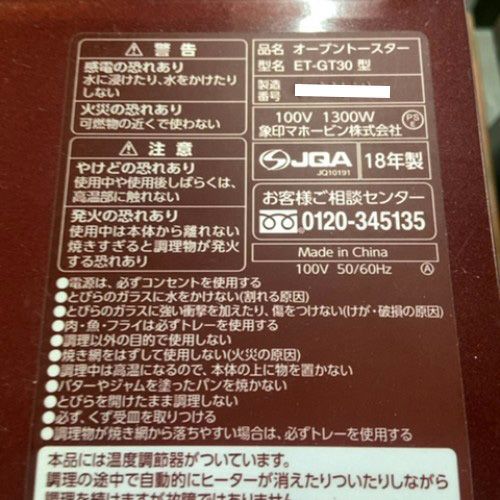 警告
感電の恐れあり
水に浸けたり、水をかけたり
しない
火災の恐れあり
可燃物の近くで使わない
注意
やけどの恐れあり
使用中や使用後しばらくは、
高温部に触れない
発火の恐れあり
使用中は本体から離れない
焼きすぎると調理物が発火
する恐れあり
品名 オーブントースター
型名 ET-GT30 型
製造
番号
100V 1300W
PS
E
象印マホービン株式会社
JQA
JQ10191
18年製
お客様ご相談センター
0120-345135
Made in China
100V 50/60Hz Ⓐ
●電源は、必ずコンセントを使用する
●とびらのガラスに水をかけない(割れる原因)
●とびらのガラスに強い衝撃を加えたり、傷をつけない(けが・破損の原因)
●肉・魚・フライは必ずトレーを使用する
●調理以外の目的で使用しない
●焼き網をはずして使用しない(火災の原因)
●調理中は高温になるので、本体の上に物を置かない
●バターやジャムを塗ったパンを焼かない
●とびらを開けたまま調理しない
●必ず、くず受皿を取りつける
●調理物が焼き網から落ちやすい場合は、必ずトレーを使用する
本品には温度調節器がついています。
調理の途中で自動的にヒーターが消えたりついたりしながら
調理を続けますが故障ではありません。